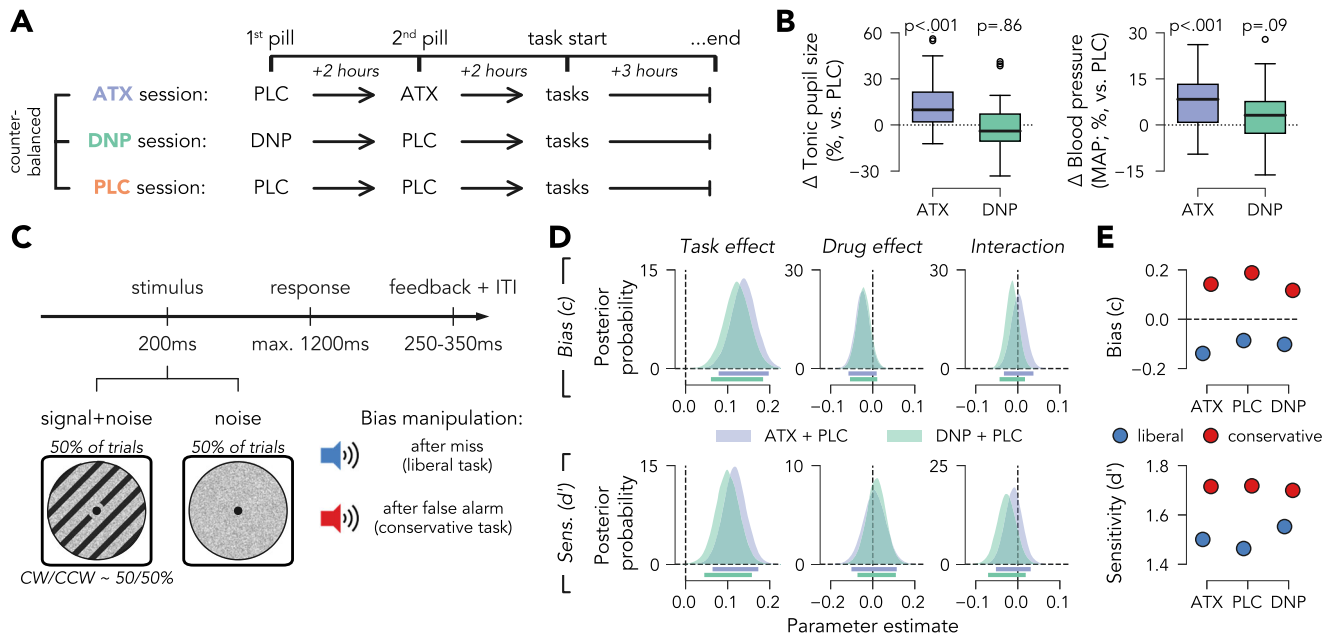 A
1st pill
2nd pill
task start
...end
+2 hours
+2 hours
+3 hours
counter-
balanced
ATX session:
PLC
ATX
tasks
DNP session:
DNP
PLC
tasks
PLC session:
PLC
PLC
tasks
B
p<.001
p=.86
60
30
0
−30
Δ Tonic pupil size
(%, vs. PLC)
ATX
DNP
p<.001
p=.09
30
15
0
−15
Δ Blood pressure
(MAP; %, vs. PLC)
ATX
DNP
C
stimulus
response
feedback + ITI
200ms
max. 1200ms
250-350ms
signal+noise
noise
50% of trials
50% of trials
CW/CCW ~ 50/50%
Bias manipulation:
after miss
(liberal task)
after false alarm
(conservative task)
D
Task effect
Drug effect
Interaction
Bias (c)
Posterior
probability
15
0
0.0
0.1
0.2
30
0
−0.1
0.0
0.1
30
0
−0.1
0.0
0.1
ATX + PLC
DNP + PLC
Sens. (d')
Posterior
probability
15
0
0.0
0.1
0.2
10
0
−0.1
0.0
0.1
25
0
−0.1
0.0
0.1
Parameter estimate
E
Bias (c)
0.2
0.0
−0.2
ATX PLC DNP
liberal
conservative
Sensitivity (d')
1.8
1.6
1.4
ATX PLC DNP